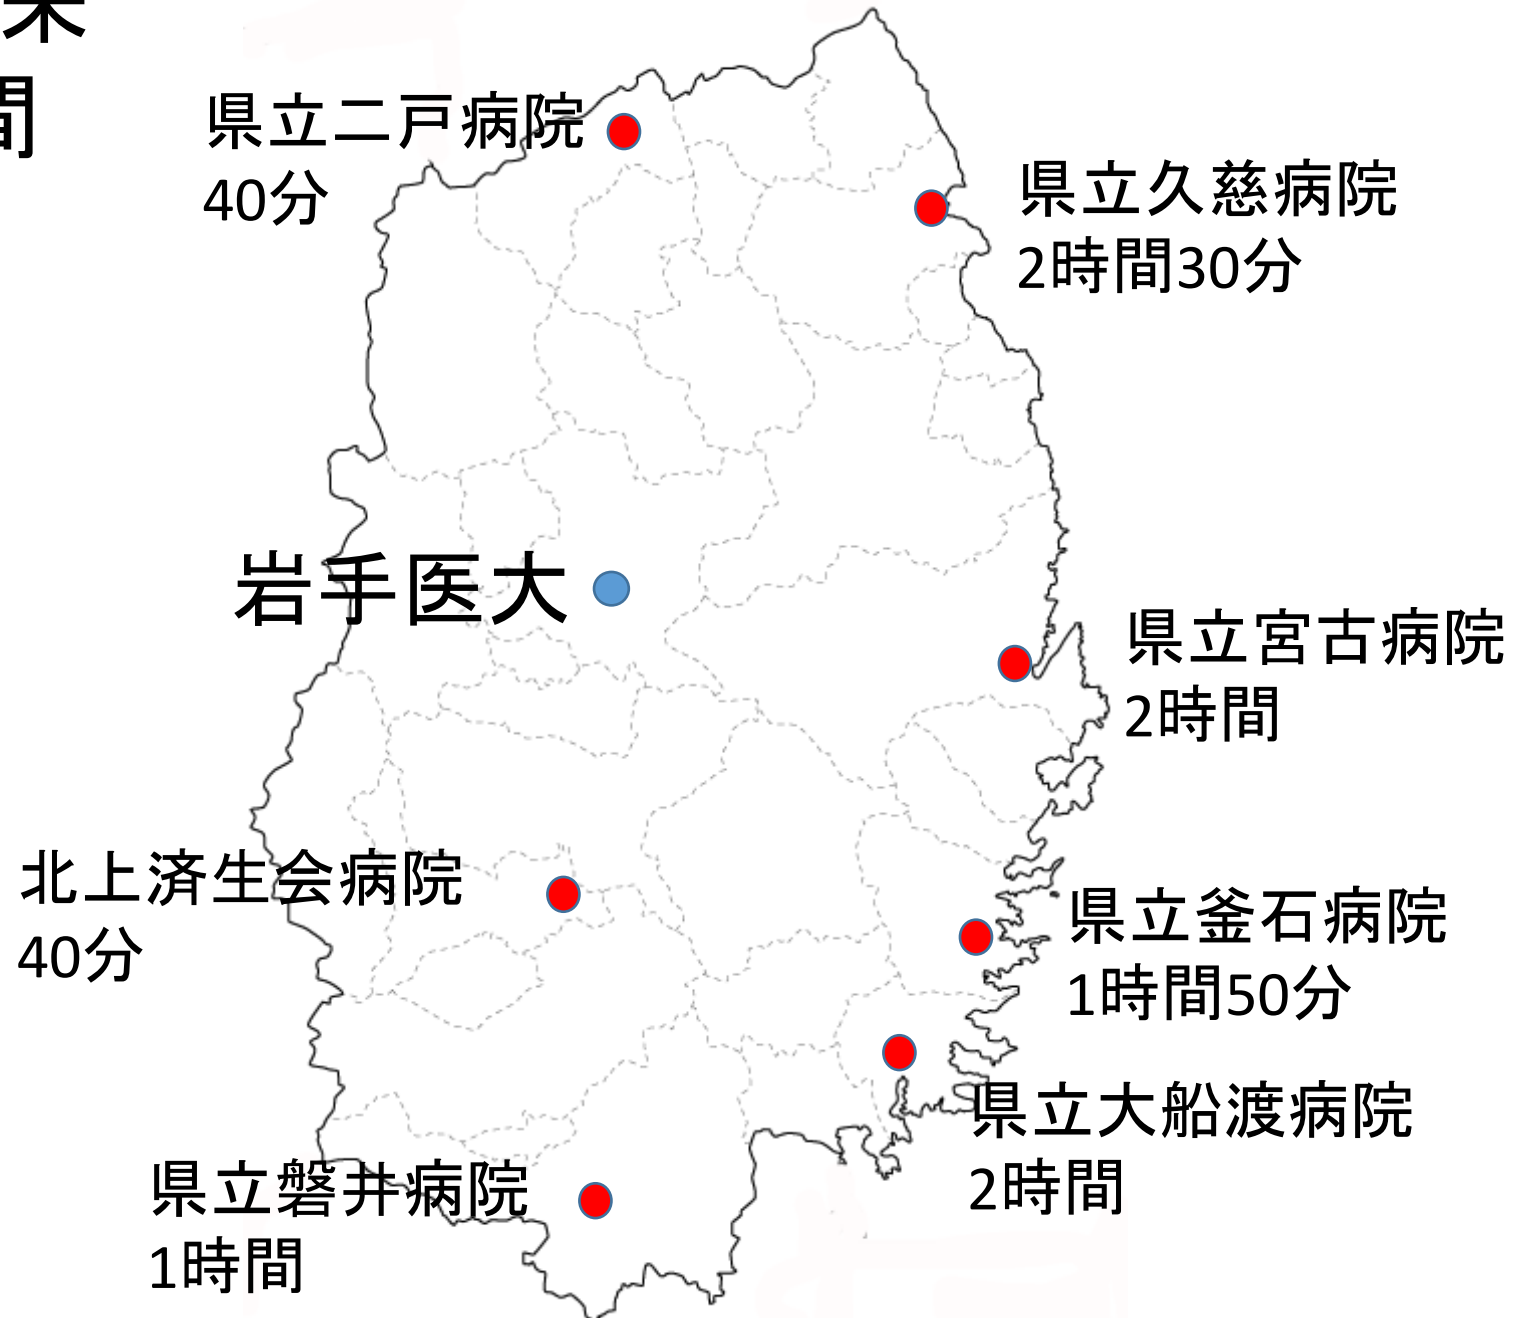 間
県立二戸病院
40分
県立久慈病院
2時間30分
岩手医大
県立宮古病院
2時間
北上済生会病院
40分
県立釜石病院
1時間50分
県立大船渡病院
2時間
県立磐井病院
1時間